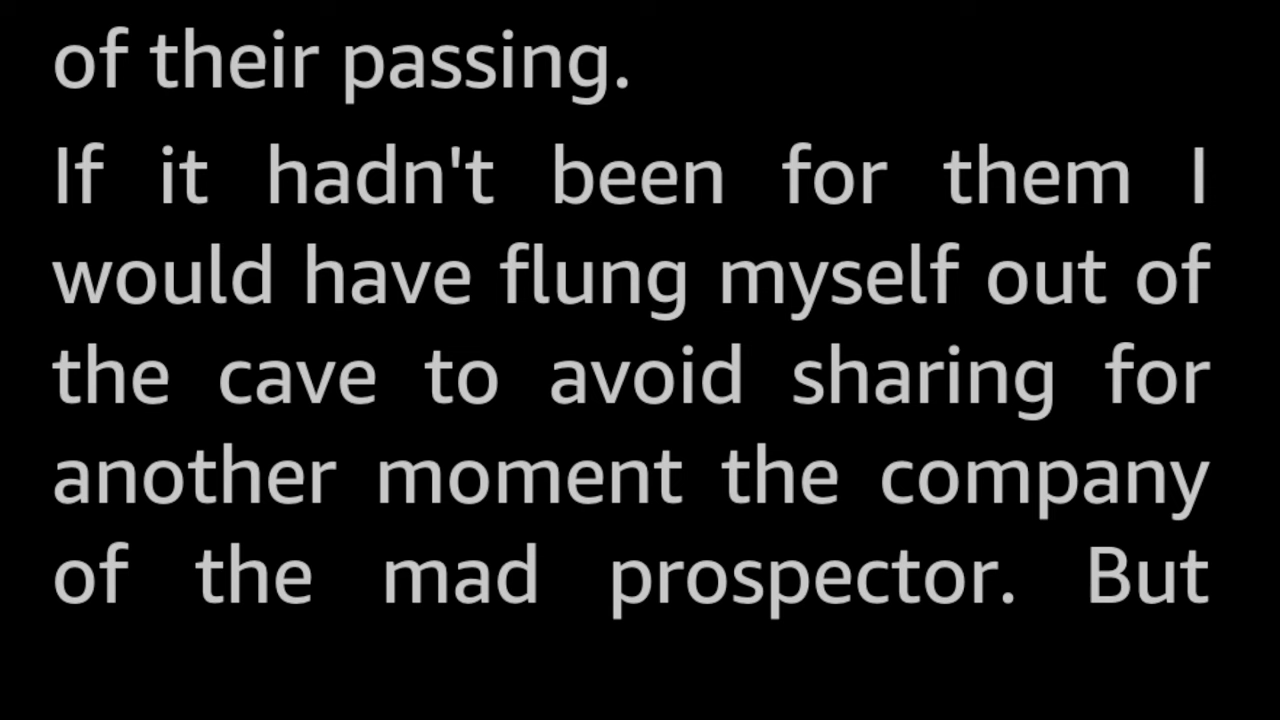 of their passing.
If it hadn't been for them I
would have flung myself out of
the cave to avoid sharing for
another moment the company
of the mad prospector. But